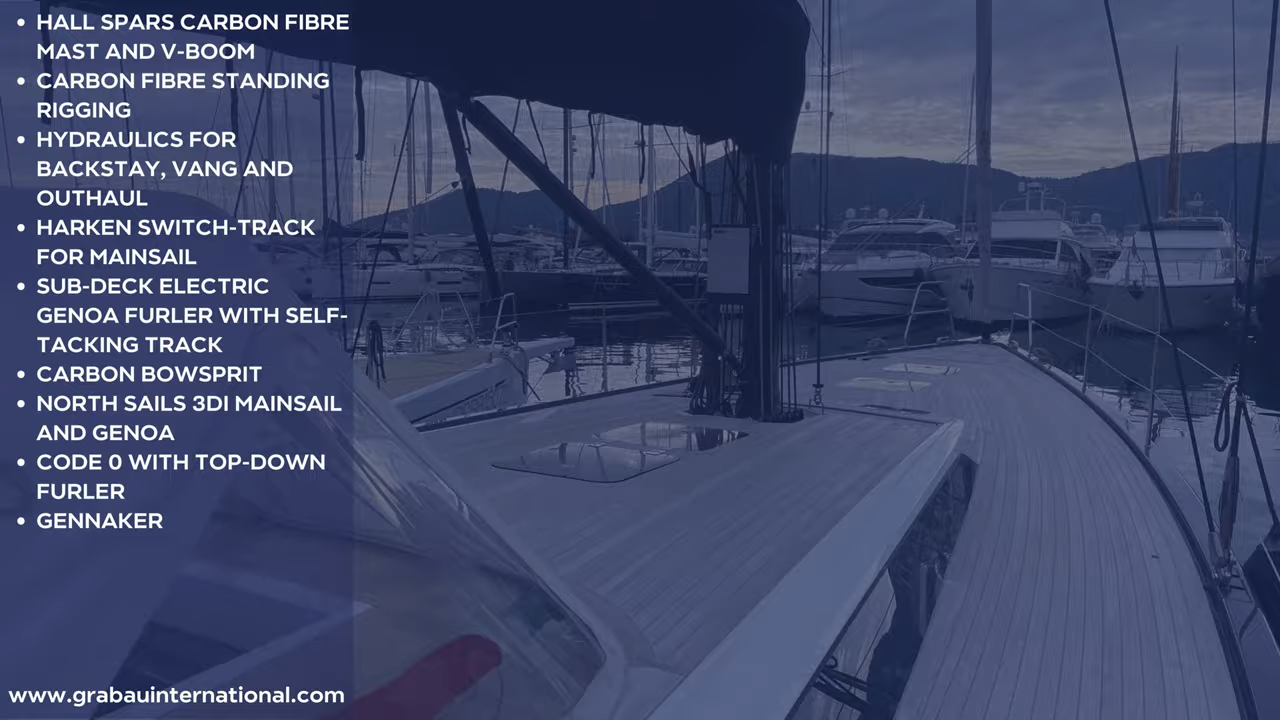 • HALL SPARS CARBON FIBRE
MAST AND V-BOOM
• CARBON FIBRE STANDING
RIGGING
• HYDRAULICS FOR
BACKSTAY, VANG AND
OUTHAUL
• HARKEN SWITCH-TRACK
FOR MAINSAIL
• SUB-DECK ELECTRIC
GENOA FURLER WITH SELF-
TACKING TRACK
• CARBON BOWSPRIT
• NORTH SAILS 3DI MAINSAIL
AND GENOA
• CODE 0 WITH TOP-DOWN
FURLER
• GENNAKER
www.grabauinternational.com